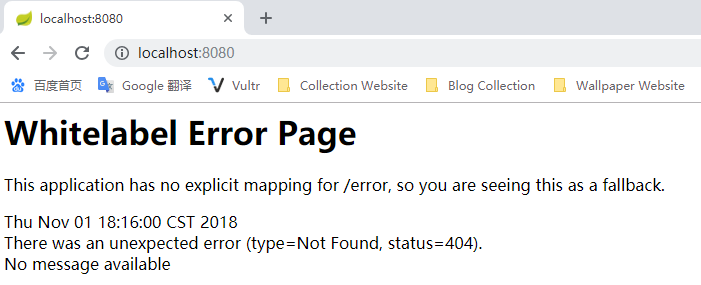 localhost:8080
localhost:8080
百度首页 Google 翻译 Vultr Collection Website Blog Collection Wallpaper Website
Whitelabel Error Page
This application has no explicit mapping for /error, so you are seeing this as a fallback.
Thu Nov 01 18:16:00 CST 2018
There was an unexpected error (type=Not Found, status=404).
No message available